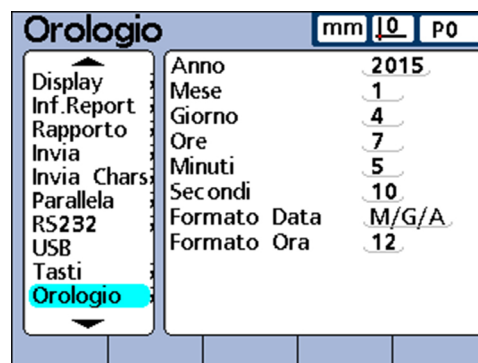 Orologio
mm 0 P0
Display
Inf.Report
Rapporto
Invia
Invia Chars
Parallela
RS232
USB
Tasti
Orologio
Anno 2015
Mese 1
Giorno 4
Ore 7
Minuti 5
Secondi 10
Formato Data M/G/A
Formato Ora 12